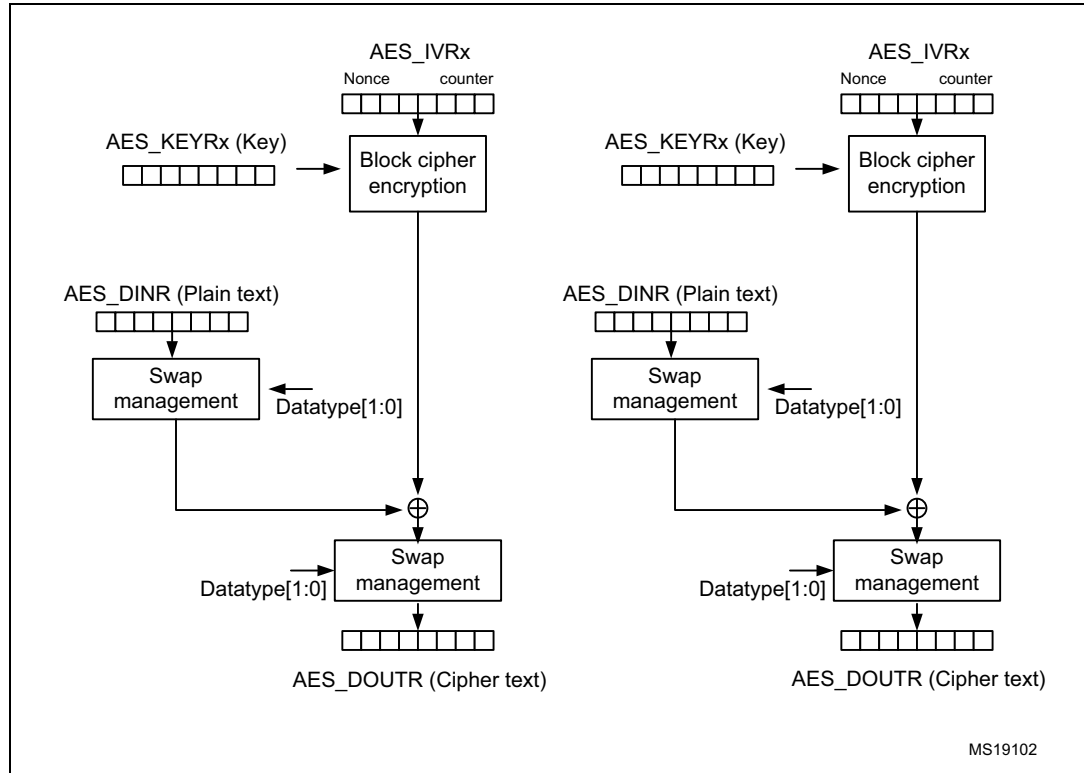 AES_IVRx
Nonce counter
AES_KEYRx (Key)
Block cipher
encryption
AES_DINR (Plain text)
Swap
management
Datatype[1:0]
Swap
management
Datatype[1:0]
AES_DOUTR (Cipher text)
AES_IVRx
Nonce counter
AES_KEYRx (Key)
Block cipher
encryption
AES_DINR (Plain text)
Swap
management
Datatype[1:0]
Swap
management
Datatype[1:0]
AES_DOUTR (Cipher text)
MS19102